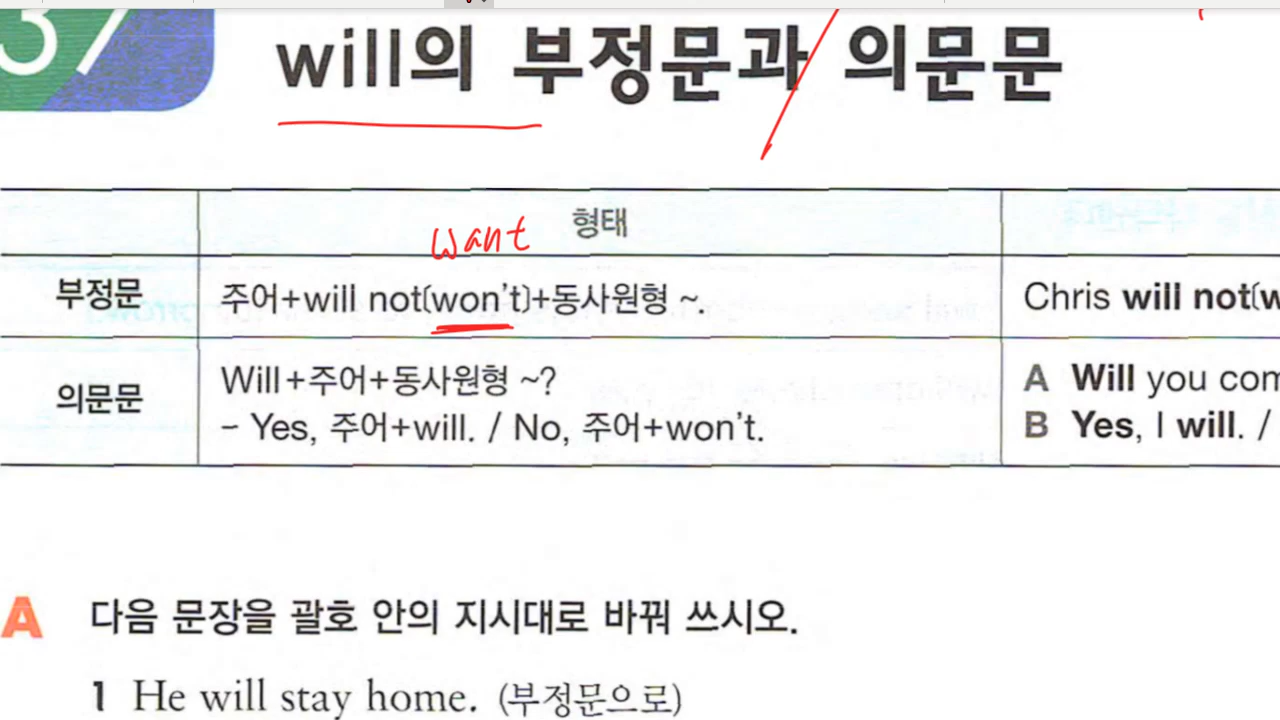 37
will의 부정문과 의문문
형태
want
부정문
주어+will not(won't)+동사원형 ~
Chris will not(w
의문문
Will+주어+동사원형 ~?
– Yes, 주어+will. / No, 주어+won't.
A Will you com
B Yes, I will. /
A 다음 문장을 괄호 안의 지시대로 바꿔 쓰시오.
1 He will stay home. (부정문으로)